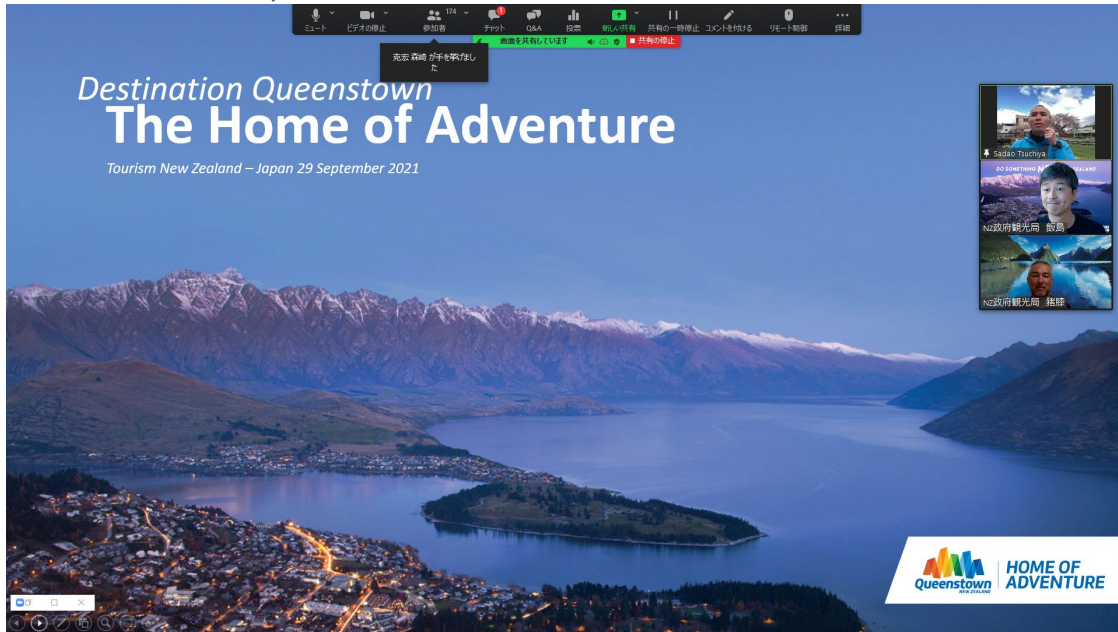 174
1
ミュート
ビデオの停止
参加者
チャット
Q&A
投票
新しい共有
共有の一時停止
コメントを付ける
リモート制御
詳細
画面を共有しています
共有の停止
克宏 森崎 が手を挙げまし
た
Destination Queenstown
The Home of Adventure
Tourism New Zealand – Japan 29 September 2021
Sadao Tsuchiya
DO SOMETHING
NZ政府観光局 飯島
NZ政府観光局 猪膝
Queenstown
NEW ZEALAND
HOME OF
ADVENTURE